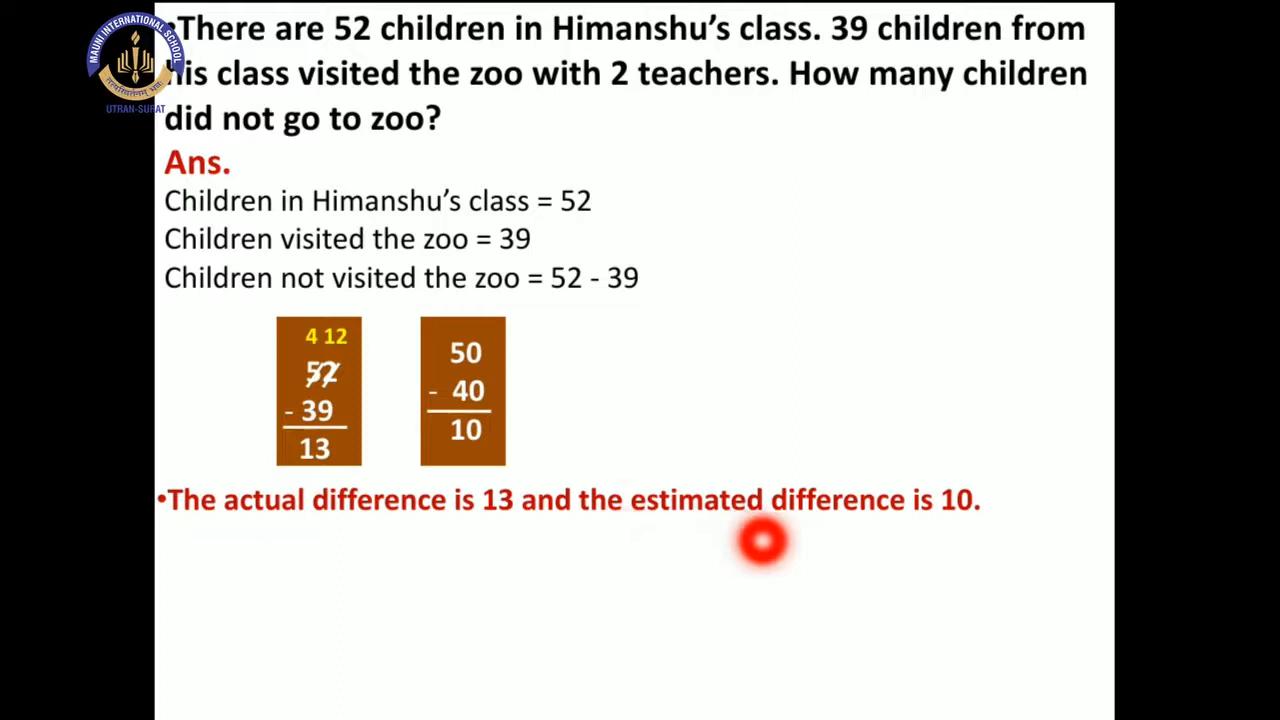 MAUNI INTERNATIONAL SCHOOL
UTRAN-SURAT
•There are 52 children in Himanshu's class. 39 children from
his class visited the zoo with 2 teachers. How many children
did not go to zoo?
Ans.
Children in Himanshu's class = 52
Children visited the zoo = 39
Children not visited the zoo = 52 - 39
4 12
52
- 39
13
50
- 40
10
•The actual difference is 13 and the estimated difference is 10.